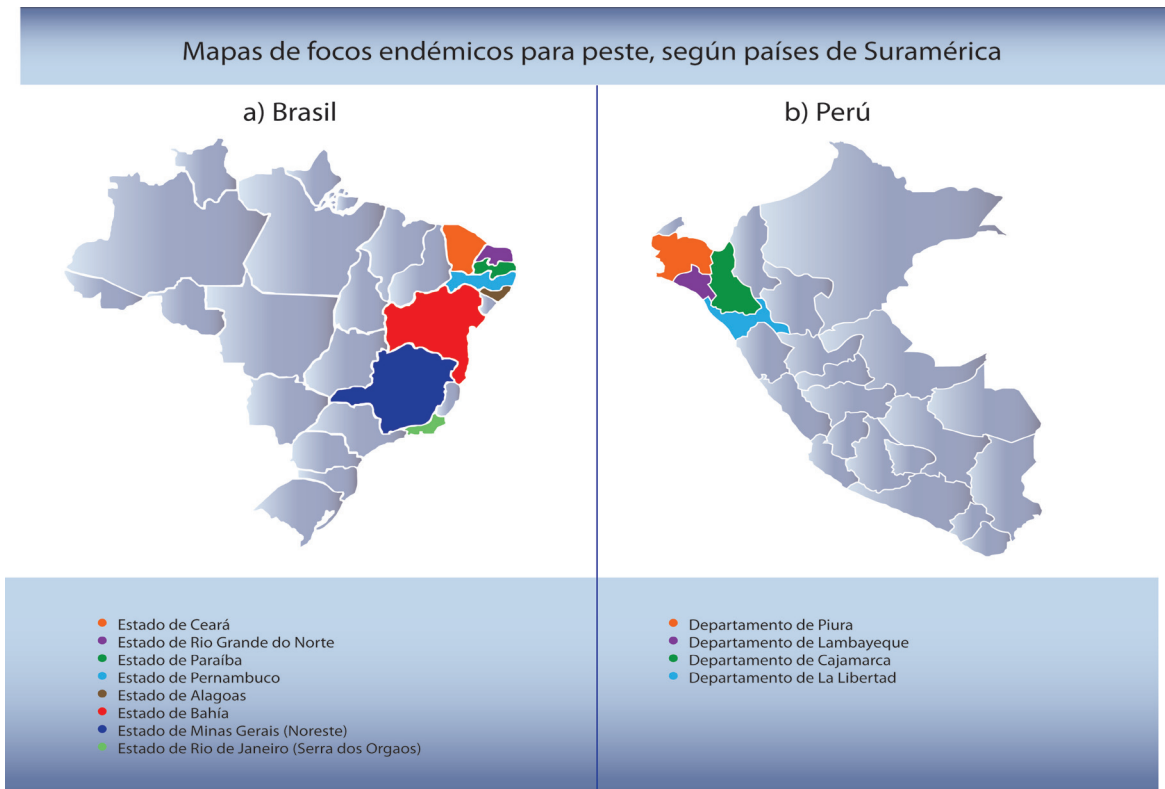 Mapas de focos endémicos para peste, según países de Suramérica
a) Brasil
b) Perú
Estado de Ceará
Estado de Rio Grande do Norte
Estado de Paraíba
Estado de Pernambuco
Estado de Alagoas
Estado de Bahía
Estado de Minas Gerais (Noreste)
Estado de Rio de Janeiro (Serra dos Orgaos)
Departamento de Piura
Departamento de Lambayeque
Departamento de Cajamarca
Departamento de La Libertad